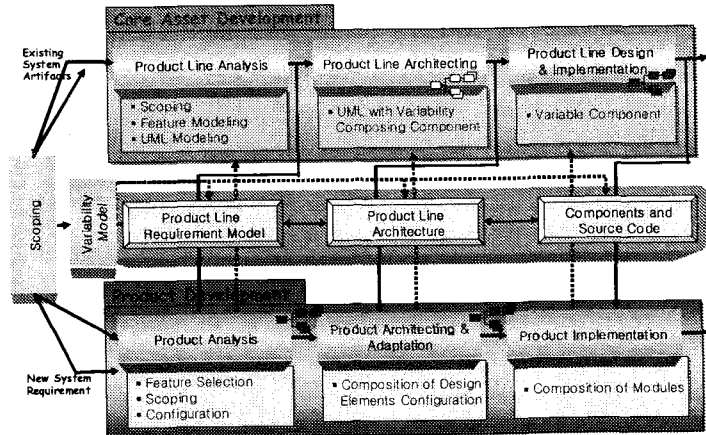 Core Asset Development
Existing
System
Artifacts
Product Line Analysis
Product Line Architecting
Product Line Design
& Implementation
▪ Scoping
▪ Feature Modeling
▪ UML Modeling
▪ UML with Variability
Composing Component
▪ Variable Component
Scoping
Variability
Model
Product Line
Requirement Model
Product Line
Architecture
Components and
Source Code
Product Development
Product Analysis
Product Architecting &
Adaptation
Product Implementation
New System
Requirement
▪ Feature Selection
▪ Scoping
▪ Configuration
▪ Composition of Design
Elements Configuration
▪ Composition of Modules